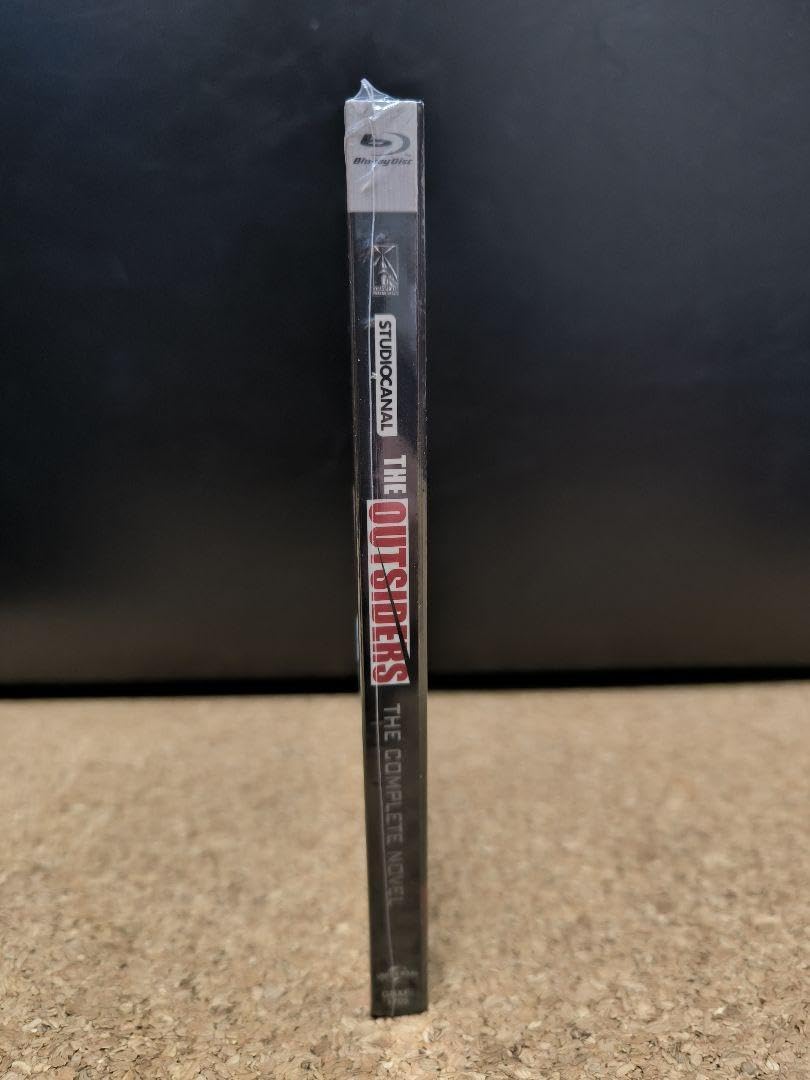 Blu-ray Disc
STUDIOCANAL
THE
OUTSIDERS
THE COMPLETE NOVEL